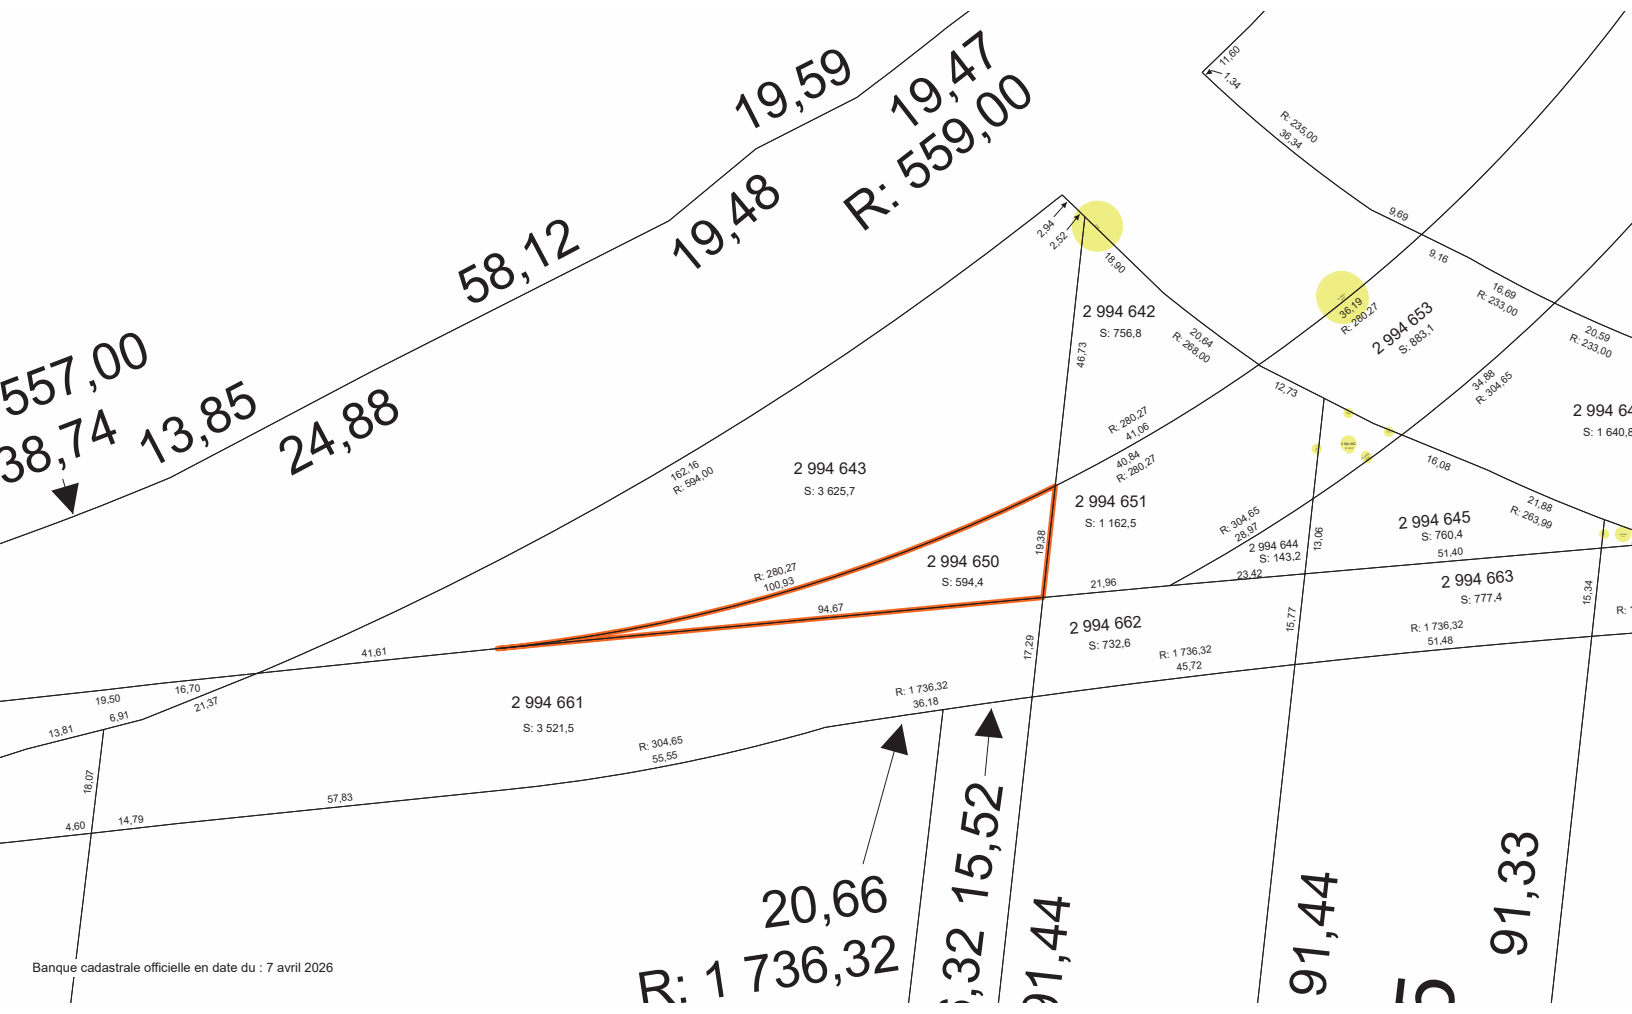 19,59
19,47
R: 559,00
11,60
1,34
R: 235,00
36,34
58,12
19,48
9,69
9,16
2,94
2,52
18,90
16,69
R: 233,00
20,59
R: 233,00
557,00
38,74
13,85
24,88
2 994 642
S: 756,8
46,73
20,64
R: 268,00
36,19
R: 280,27
2 994 653
S: 883,1
34,88
R: 304,65
12,73
2 994 64
S: 1 640,8
R: 280,27
41,06
40,84
R: 280,27
162,16
R: 594,00
2 994 643
S: 3 625,7
16,08
21,88
R: 263,99
2 994 651
S: 1 162,5
R: 304,65
28,97
2 994 644
S: 143,2
13,06
2 994 645
S: 760,4
51,40
19,38
2 994 650
S: 594,4
R: 280,27
100,93
94,67
21,96
23,42
2 994 663
S: 777,4
15,34
R: 1
15,77
R: 1 736,32
51,48
2 994 662
S: 732,6
17,29
R: 1 736,32
45,72
41,61
16,70
19,50
21,37
6,91
13,81
2 994 661
S: 3 521,5
R: 1 736,32
36,18
R: 304,65
55,55
18,07
57,83
14,79
4,60
20,66
R: 1 736,32
15,52
,32
91,44
91,44
91,33
5
Banque cadastrale officielle en date du : 7 avril 2026